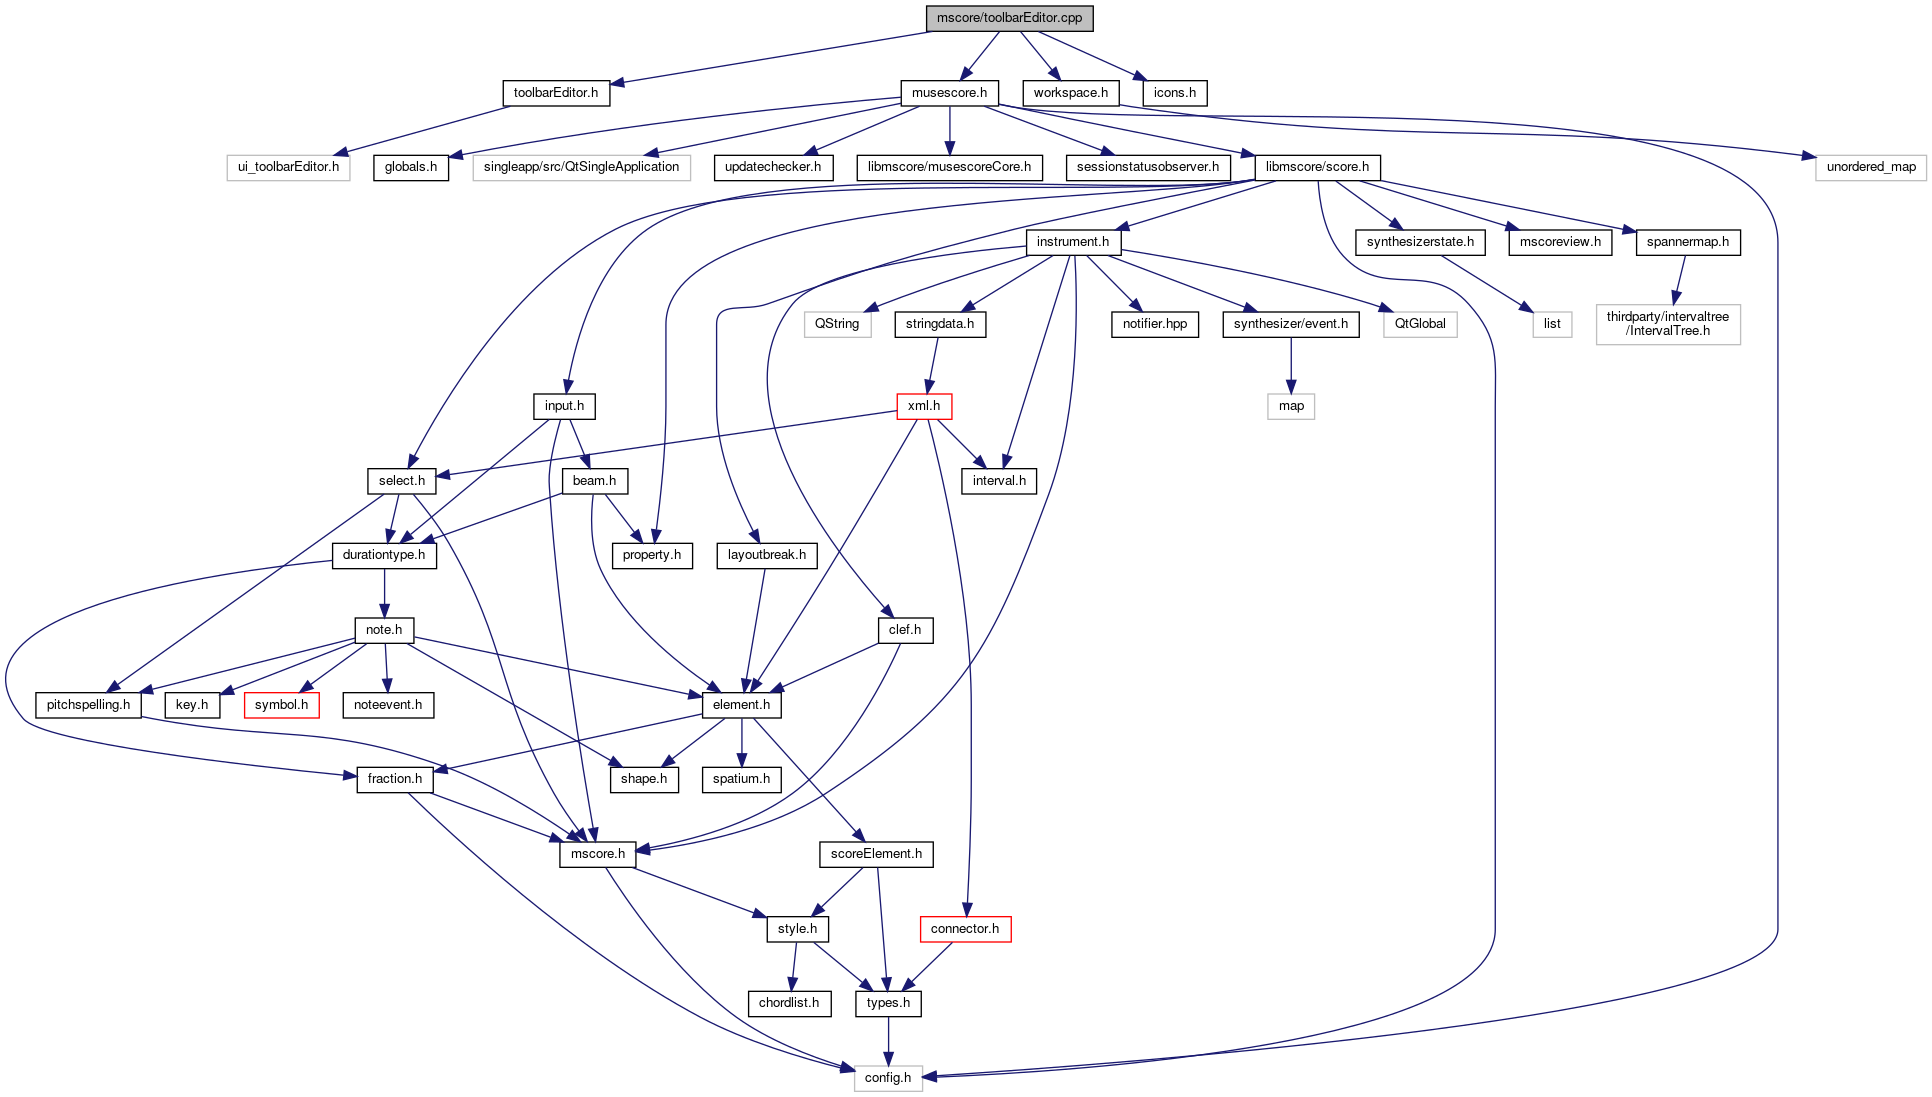 mscore/toolbarEditor.cpp
toolbarEditor.h
musescore.h
workspace.h
icons.h
ui_toolbarEditor.h
globals.h
singleapp/src/QtSingleApplication
updatechecker.h
libmscore/musescoreCore.h
sessionstatusobserver.h
libmscore/score.h
unordered_map
instrument.h
synthesizerstate.h
mscoreview.h
spannermap.h
QString
stringdata.h
notifier.hpp
synthesizer/event.h
QtGlobal
list
thirdparty/intervaltree
/IntervalTree.h
input.h
xml.h
map
select.h
beam.h
interval.h
durationtype.h
property.h
layoutbreak.h
note.h
clef.h
pitchspelling.h
key.h
symbol.h
noteevent.h
element.h
fraction.h
shape.h
spatium.h
mscore.h
scoreElement.h
style.h
connector.h
chordlist.h
types.h
config.h